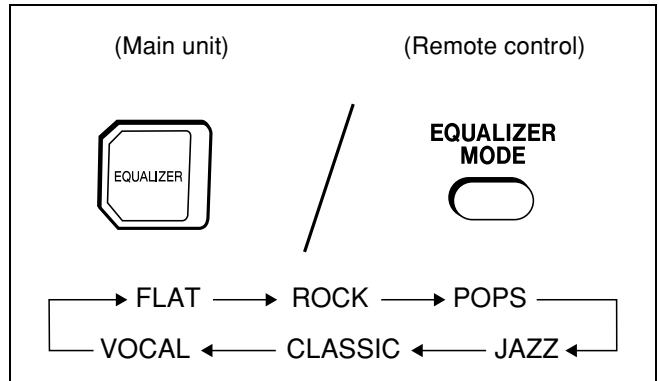 (Main unit) (Remote control)
EQUALIZER
EQUALIZER
MODE
FLAT ROCK POPS
VOCAL CLASSIC JAZZ